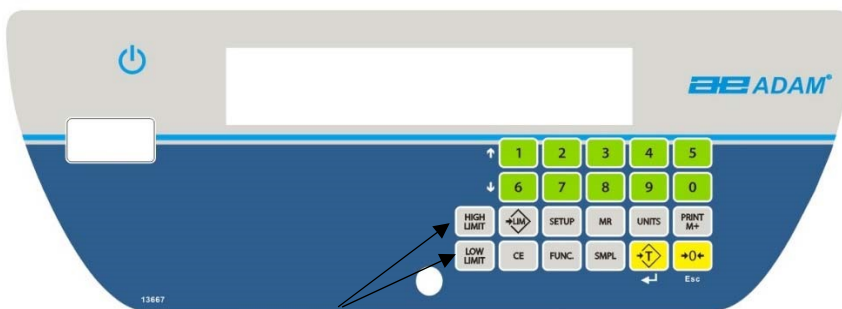 ae ADAM®
↑ 1 2 3 4 5
↓ 6 7 8 9 0
HIGH LIMIT →LIM SETUP MR UNITS PRINT M+
LOW LIMIT CE FUNC. SMPL →T →0←
Esc
13667